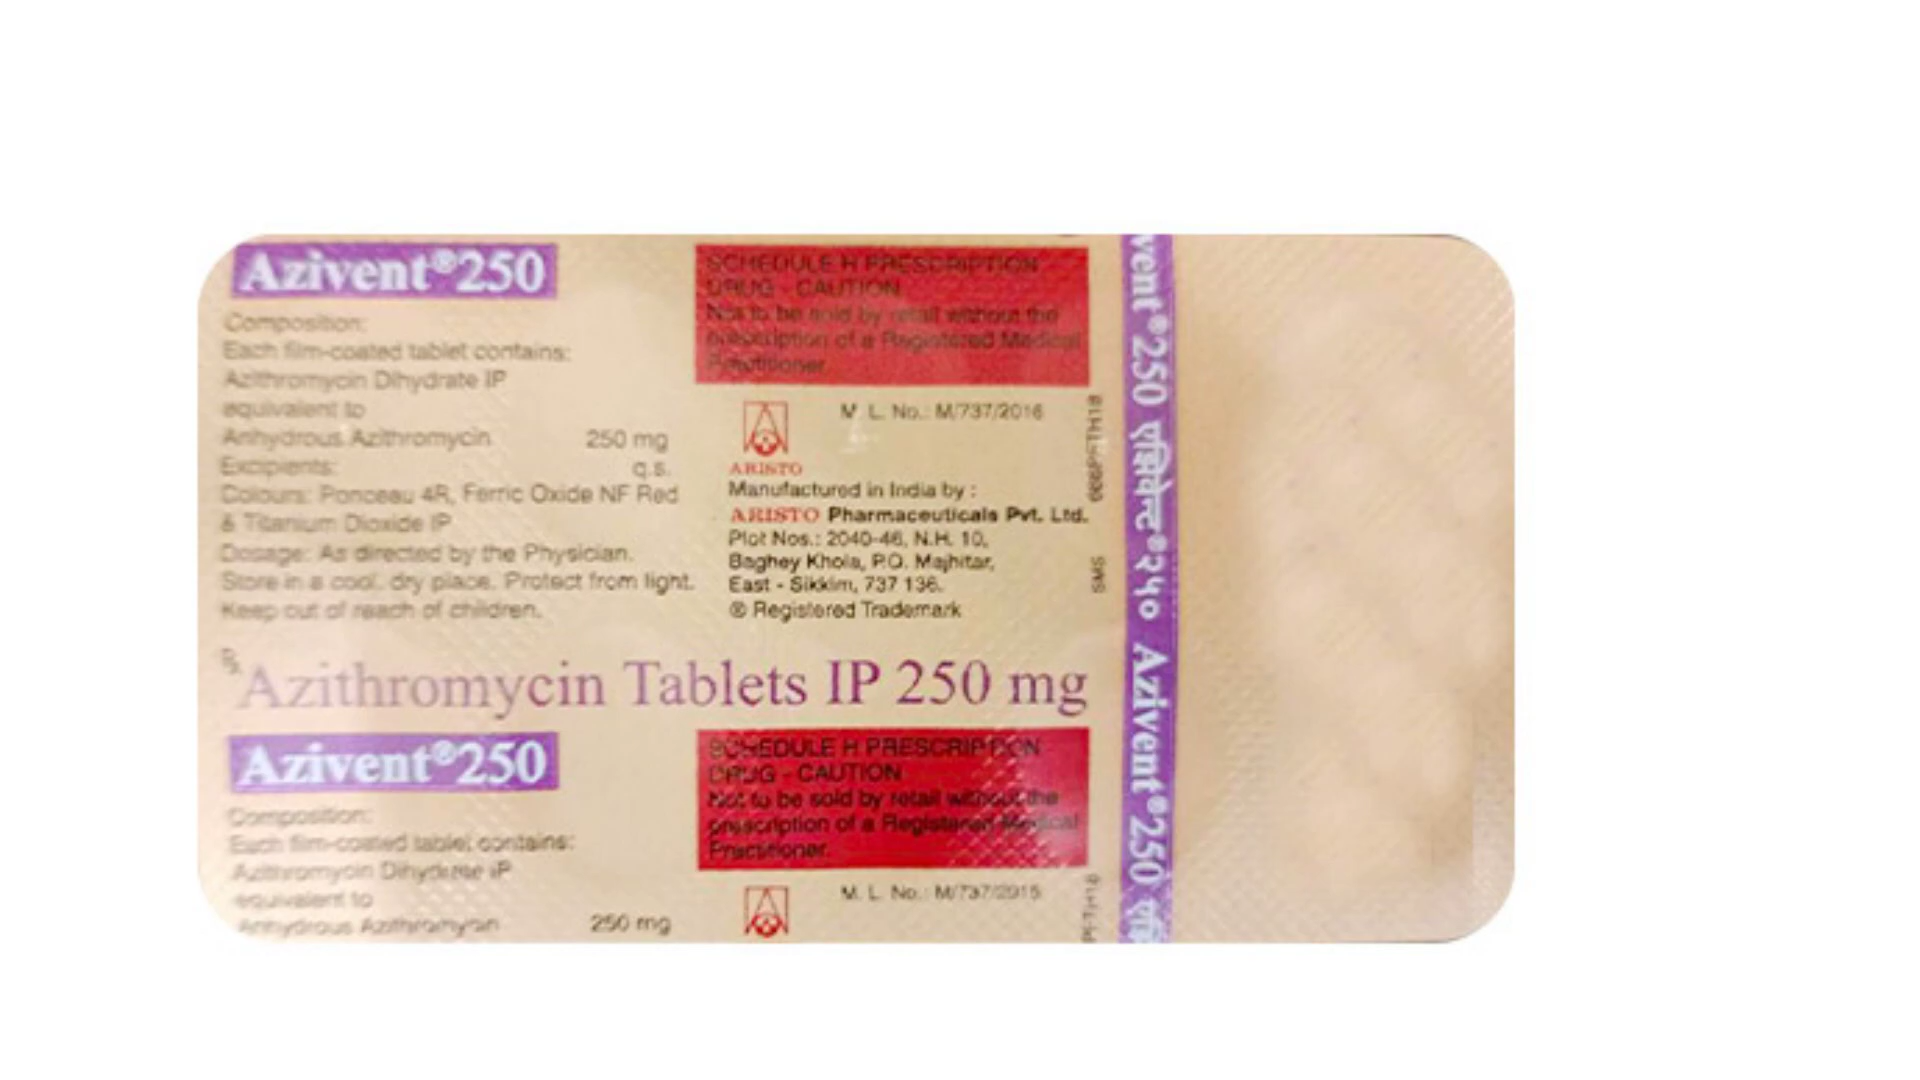 Azivent®250
Composition:
Each film-coated tablet contains:
Azithromycin Dihydrate IP
equivalent to
Anhydrous Azithromycin 250 mg
Excipients: q.s.
Colours: Ponceau 4R, Ferric Oxide NF Red
& Titanium Dioxide IP
Dosage: As directed by the Physician.
Store in a cool, dry place. Protect from light.
Keep out of reach of children.
SCHEDULE H PRESCRIPTION
DRUG - CAUTION
Not to be sold by retail without the
prescription of a Registered Medical
Practitioner.
M. L. No.: M/737/2016
ARISTO
Manufactured in India by :
ARISTO Pharmaceuticals Pvt. Ltd.
Plot Nos.: 2040-46, N.H. 10,
Baghey Khola, P.O. Majhitar,
East - Sikkim, 737 136.
® Registered Trademark
SMS
℞
Azithromycin Tablets IP 250 mg
Azivent®250
Composition:
Each film-coated tablet contains:
Azithromycin Dihydrate IP
equivalent to
Anhydrous Azithromycin 250 mg
SCHEDULE H PRESCRIPTION
DRUG - CAUTION
Not to be sold by retail without the
prescription of a Registered Medical
Practitioner.
M. L. No.:
vent®250 एज़िवेन्ट®२५० Azivent®250